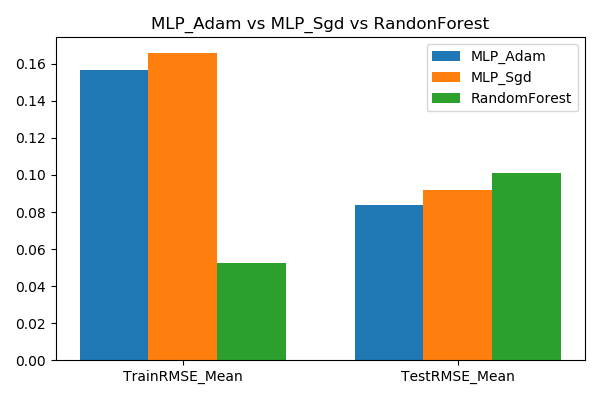 MLP_Adam vs MLP_Sgd vs RandonForest
MLP_Adam
MLP_Sgd
RandomForest
0.16
0.14
0.12
0.10
0.08
0.06
0.04
0.02
0.00
TrainRMSE_Mean
TestRMSE_Mean